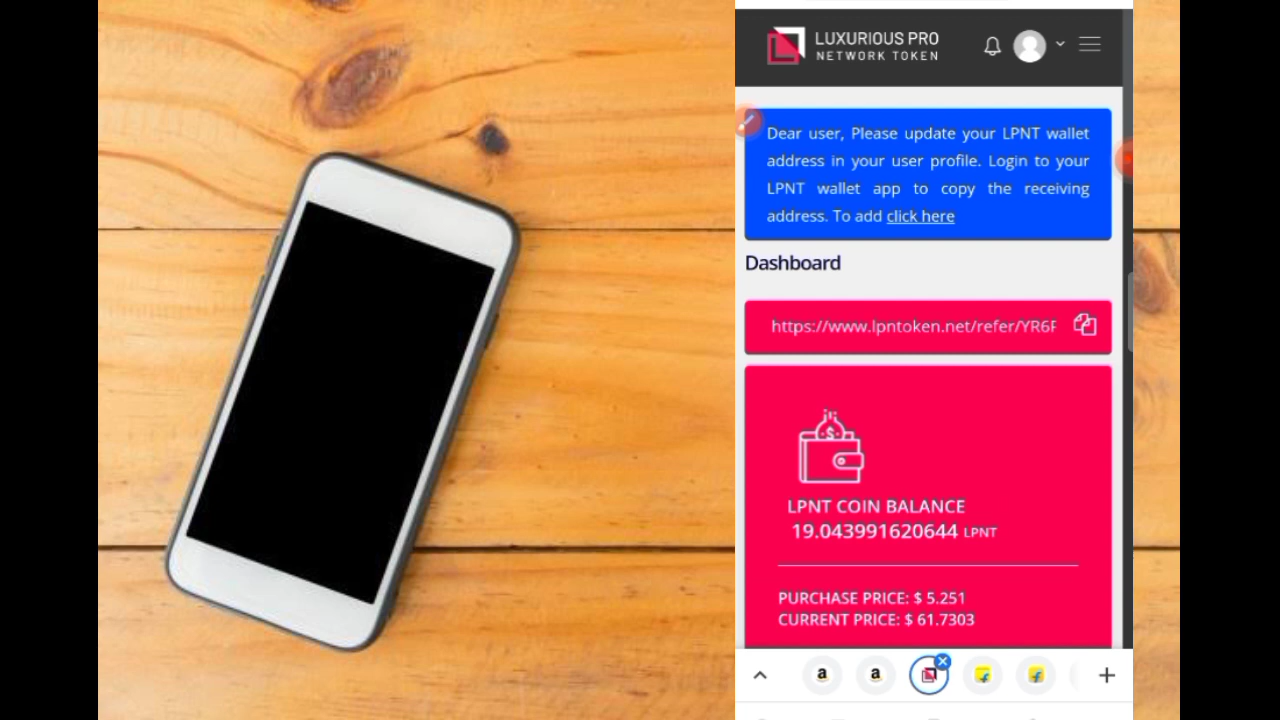 LUXURIOUS PRO
NETWORK TOKEN
Dear user, Please update your LPNT wallet
address in your user profile. Login to your
LPNT wallet app to copy the receiving
address. To add click here
Dashboard
https://www.lpntoken.net/refer/YR6
LPNT COIN BALANCE
19.043991620644 LPNT
PURCHASE PRICE: $ 5.251
CURRENT PRICE: $ 61.7303